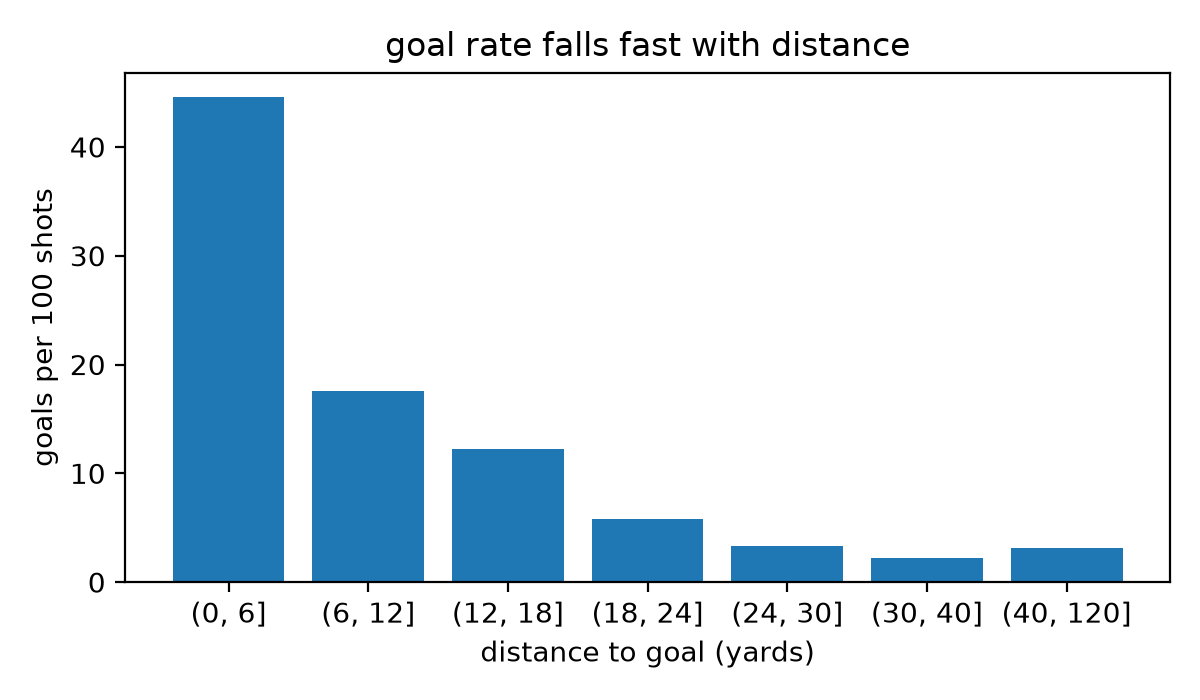 goal rate falls fast with distance
goals per 100 shots
40
30
20
10
0
(0, 6] (6, 12] (12, 18] (18, 24] (24, 30] (30, 40] (40, 120]
distance to goal (yards)